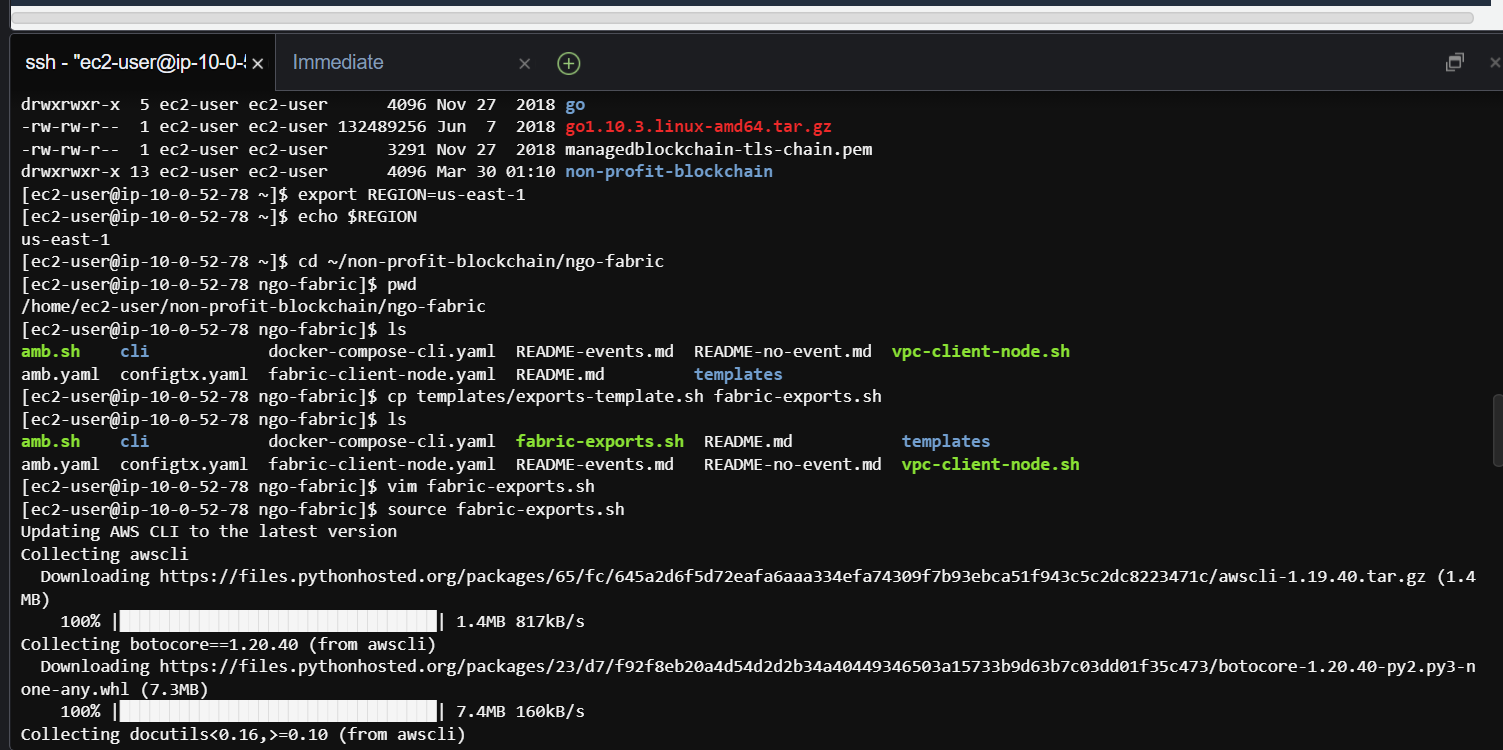 ssh - "ec2-user@ip-10-0-5 × Immediate ×
drwxrwxr-x  5 ec2-user ec2-user      4096 Nov 27  2018 go
-rw-rw-r--  1 ec2-user ec2-user 132489256 Jun  7  2018 go1.10.3.linux-amd64.tar.gz
-rw-rw-r--  1 ec2-user ec2-user      3291 Nov 27  2018 managedblockchain-tls-chain.pem
drwxrwxr-x 13 ec2-user ec2-user      4096 Mar 30 01:10 non-profit-blockchain
[ec2-user@ip-10-0-52-78 ~]$ export REGION=us-east-1
[ec2-user@ip-10-0-52-78 ~]$ echo $REGION
us-east-1
[ec2-user@ip-10-0-52-78 ~]$ cd ~/non-profit-blockchain/ngo-fabric
[ec2-user@ip-10-0-52-78 ngo-fabric]$ pwd
/home/ec2-user/non-profit-blockchain/ngo-fabric
[ec2-user@ip-10-0-52-78 ngo-fabric]$ ls
amb.sh    cli            docker-compose-cli.yaml  README-events.md  README-no-event.md  vpc-client-node.sh
amb.yaml  configtx.yaml  fabric-client-node.yaml  README.md         templates
[ec2-user@ip-10-0-52-78 ngo-fabric]$ cp templates/exports-template.sh fabric-exports.sh
[ec2-user@ip-10-0-52-78 ngo-fabric]$ ls
amb.sh    cli            docker-compose-cli.yaml  fabric-exports.sh  README.md           templates
amb.yaml  configtx.yaml  fabric-client-node.yaml  README-events.md   README-no-event.md  vpc-client-node.sh
[ec2-user@ip-10-0-52-78 ngo-fabric]$ vim fabric-exports.sh
[ec2-user@ip-10-0-52-78 ngo-fabric]$ source fabric-exports.sh
Updating AWS CLI to the latest version
Collecting awscli
  Downloading https://files.pythonhosted.org/packages/65/fc/645a2d6f5d72eafa6aaa334efa74309f7b93ebca51f943c5c2dc8223471c/awscli-1.19.40.tar.gz (1.4
MB)
    100% |████████████████████████████████| 1.4MB 817kB/s
Collecting botocore==1.20.40 (from awscli)
  Downloading https://files.pythonhosted.org/packages/23/d7/f92f8eb20a4d54d2d2b34a40449346503a15733b9d63b7c03dd01f35c473/botocore-1.20.40-py2.py3-n
one-any.whl (7.3MB)
    100% |████████████████████████████████| 7.4MB 160kB/s
Collecting docutils<0.16,>=0.10 (from awscli)